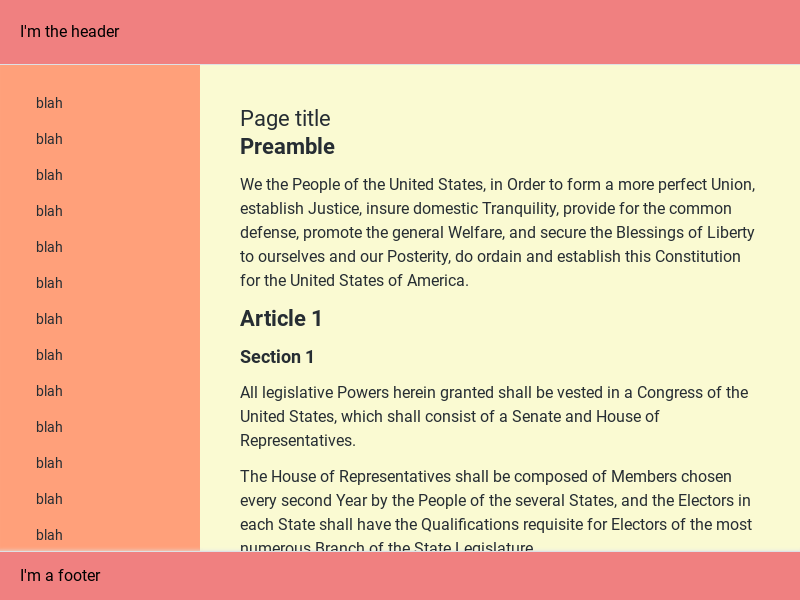 I'm the header
blah
blah
blah
blah
blah
blah
blah
blah
blah
blah
blah
blah
blah
Page title
Preamble
We the People of the United States, in Order to form a more perfect Union,
establish Justice, insure domestic Tranquility, provide for the common
defense, promote the general Welfare, and secure the Blessings of Liberty
to ourselves and our Posterity, do ordain and establish this Constitution
for the United States of America.
Article 1
Section 1
All legislative Powers herein granted shall be vested in a Congress of the
United States, which shall consist of a Senate and House of
Representatives.
The House of Representatives shall be composed of Members chosen
every second Year by the People of the several States, and the Electors in
each State shall have the Qualifications requisite for Electors of the most
numerous Branch of the State Legislature.
I'm a footer